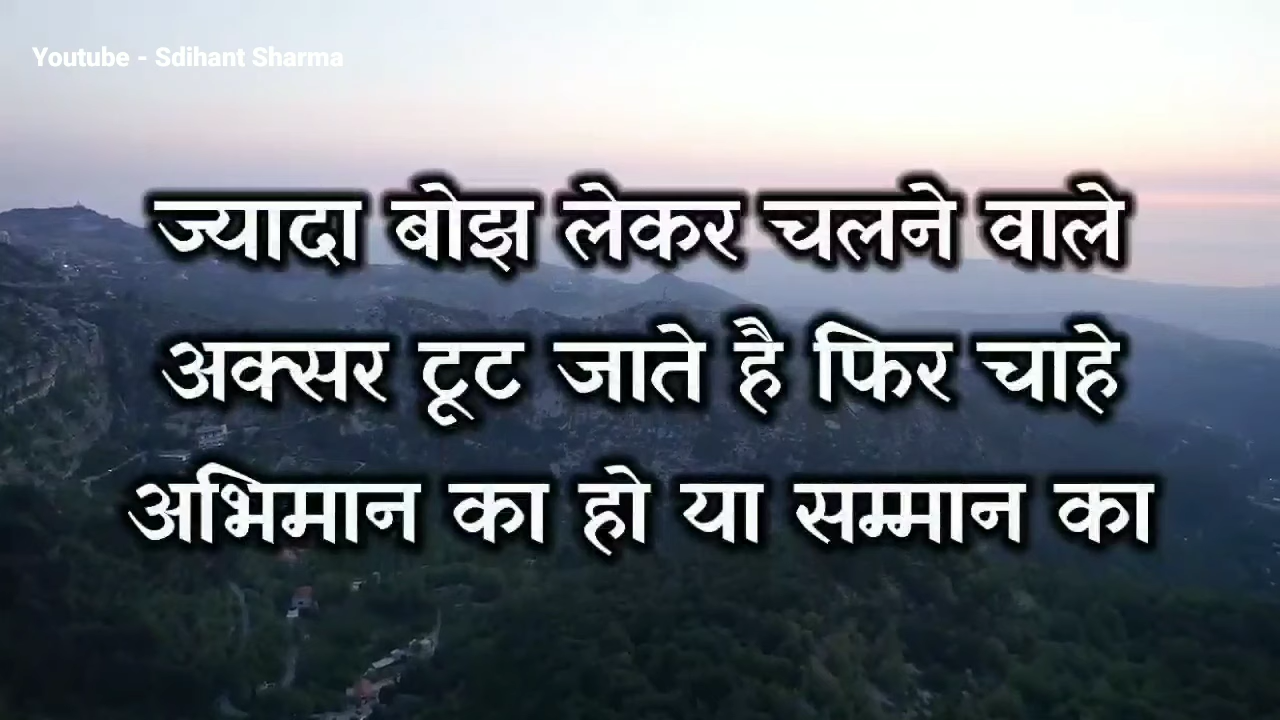 Youtube - Sdihant Sharma
ज्यादा बोझ लेकर चलने वाले
अक्सर टूट जाते है फिर चाहे
अभिमान का हो या सम्मान का